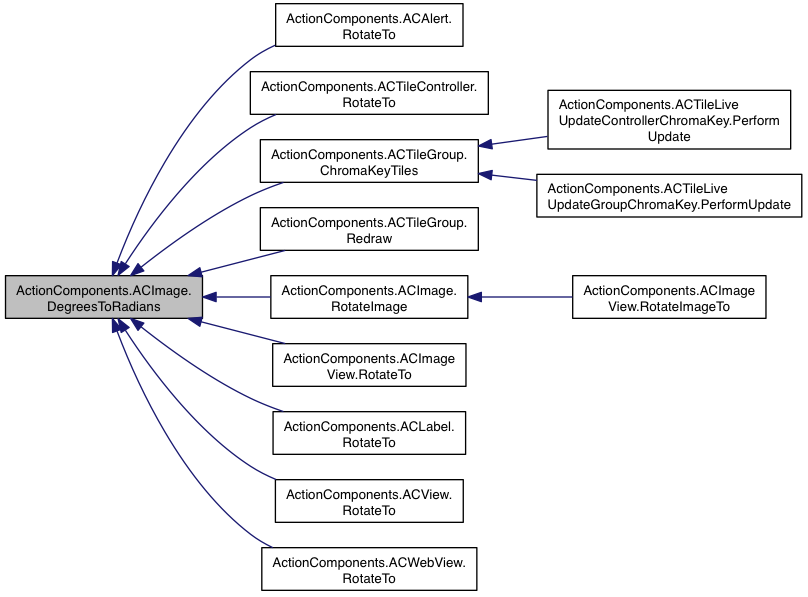 ActionComponents.ACAlert.
RotateTo
ActionComponents.ACTileController.
RotateTo
ActionComponents.ACTileLive
UpdateControllerChromaKey.Perform
Update
ActionComponents.ACTileGroup.
ChromaKeyTiles
ActionComponents.ACTileLive
UpdateGroupChromaKey.PerformUpdate
ActionComponents.ACTileGroup.
Redraw
ActionComponents.ACImage.
DegreesToRadians
ActionComponents.ACImage.
RotateImage
ActionComponents.ACImage
View.RotateImageTo
ActionComponents.ACImage
View.RotateTo
ActionComponents.ACLabel.
RotateTo
ActionComponents.ACView.
RotateTo
ActionComponents.ACWebView.
RotateTo